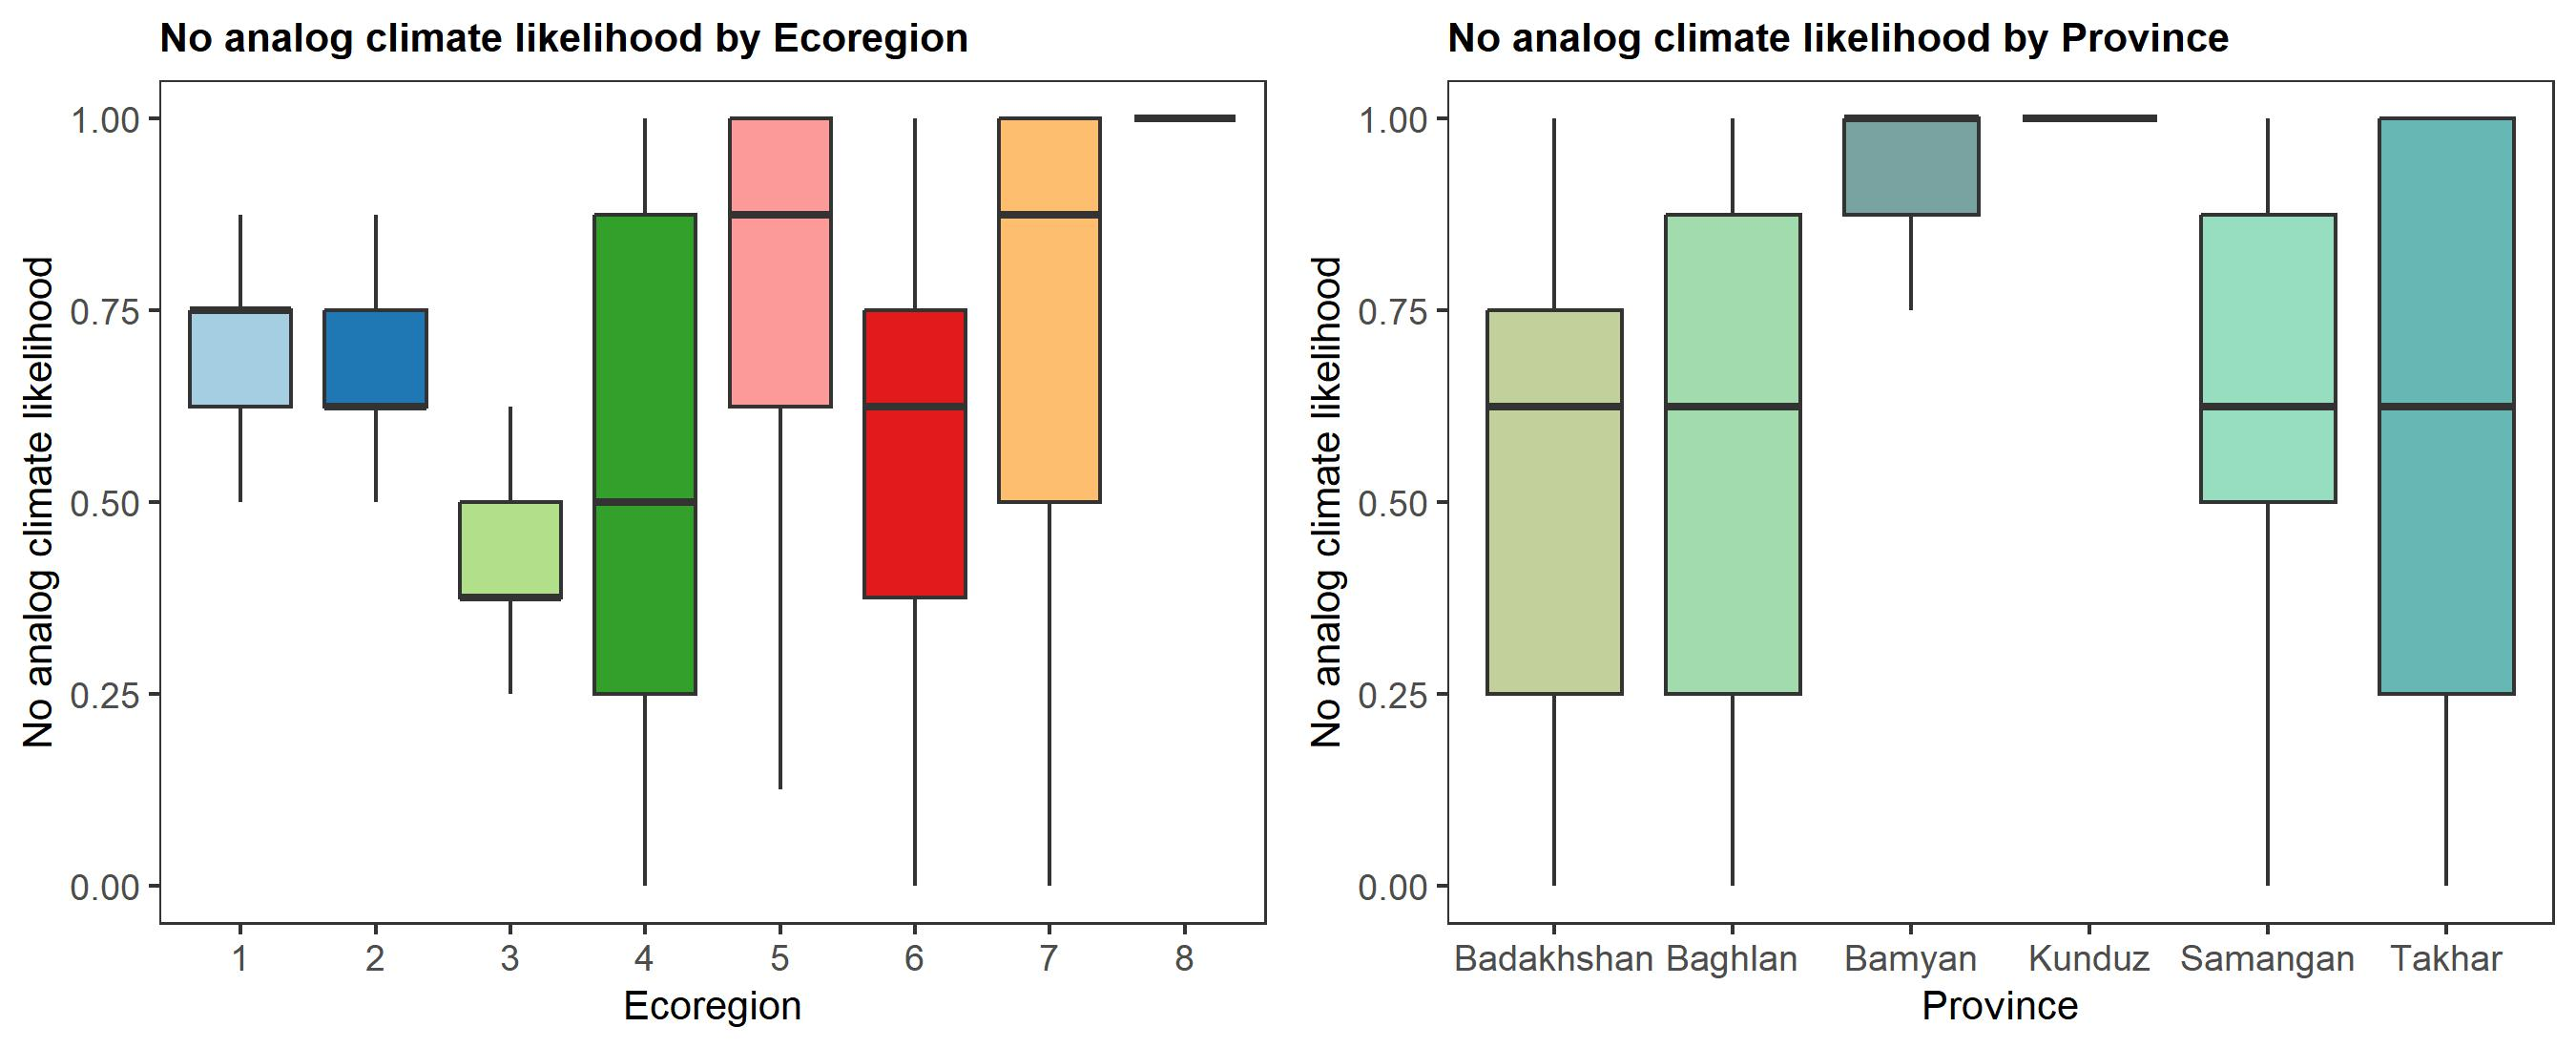 No analog climate likelihood by Ecoregion
No analog climate likelihood
1.00
0.75
0.50
0.25
0.00
1 2 3 4 5 6 7 8
Ecoregion
No analog climate likelihood by Province
No analog climate likelihood
1.00
0.75
0.50
0.25
0.00
Badakhshan Baghlan Bamyan Kunduz Samangan Takhar
Province